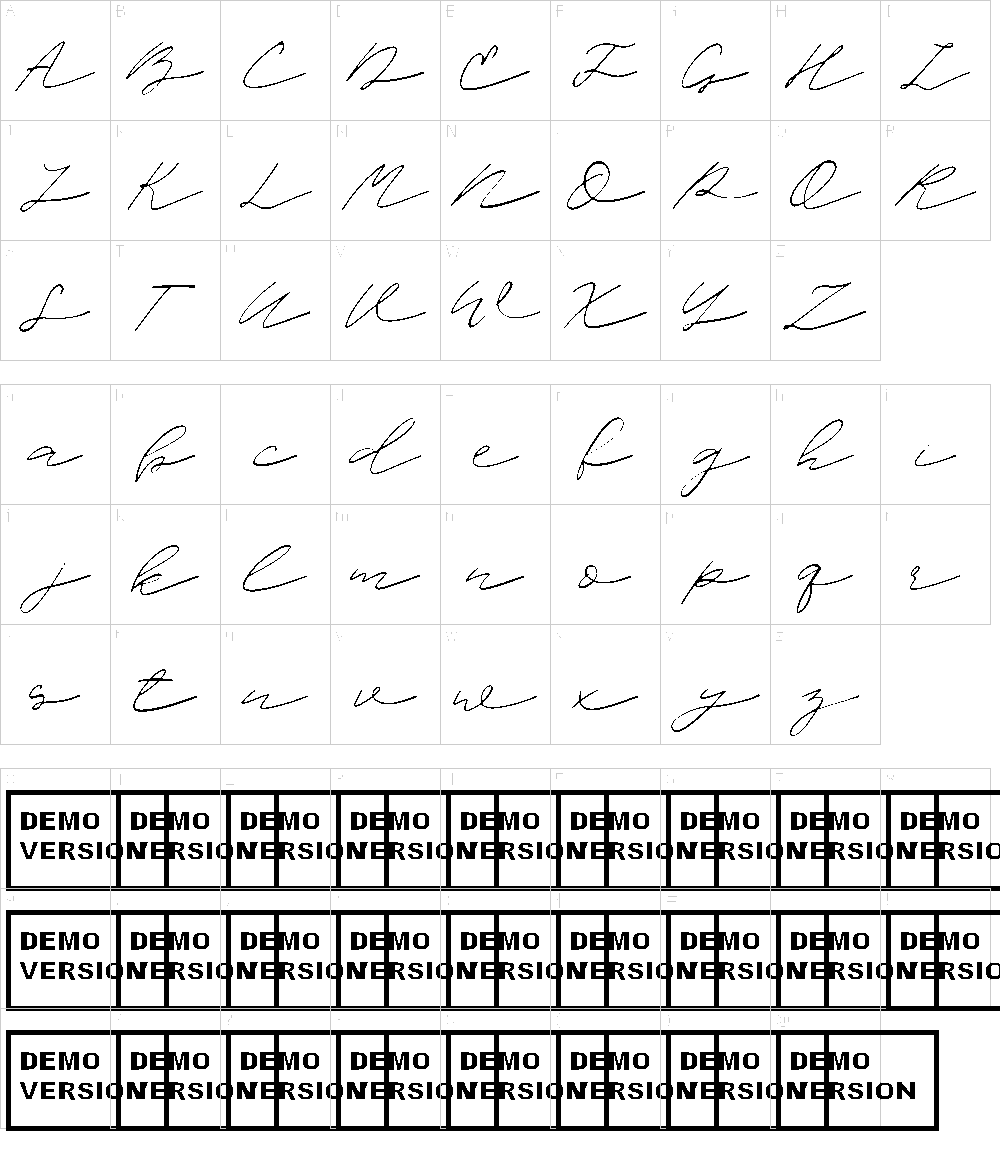 A B C D E F G H I
J K L M N O P Q R
S T U V W X Y Z
a b c d e f g h i
j k l m n o p q r
s t u v w x y z
DEMO DEMO DEMO DEMO DEMO DEMO DEMO DEMO DEMO
VERSION VERSION VERSION VERSION VERSION VERSION VERSION VERSION VERSIO
DEMO DEMO DEMO DEMO DEMO DEMO DEMO DEMO DEMO
VERSION VERSION VERSION VERSION VERSION VERSION VERSION VERSION VERSIO
DEMO DEMO DEMO DEMO DEMO DEMO DEMO DEMO
VERSION VERSION VERSION VERSION VERSION VERSION VERSION VERSION